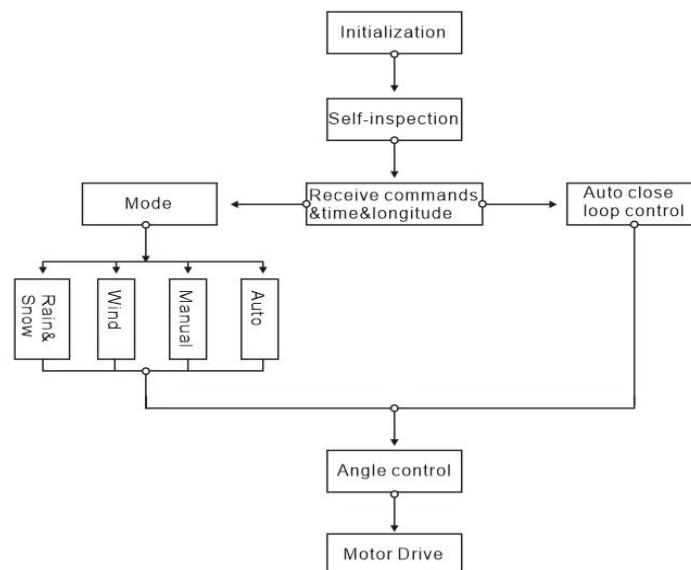 Initialization
Self-inspection
Mode
Receive commands
&time&longitude
Auto close
loop control
Rain&
Snow
Wind
Manual
Auto
Angle control
Motor Drive